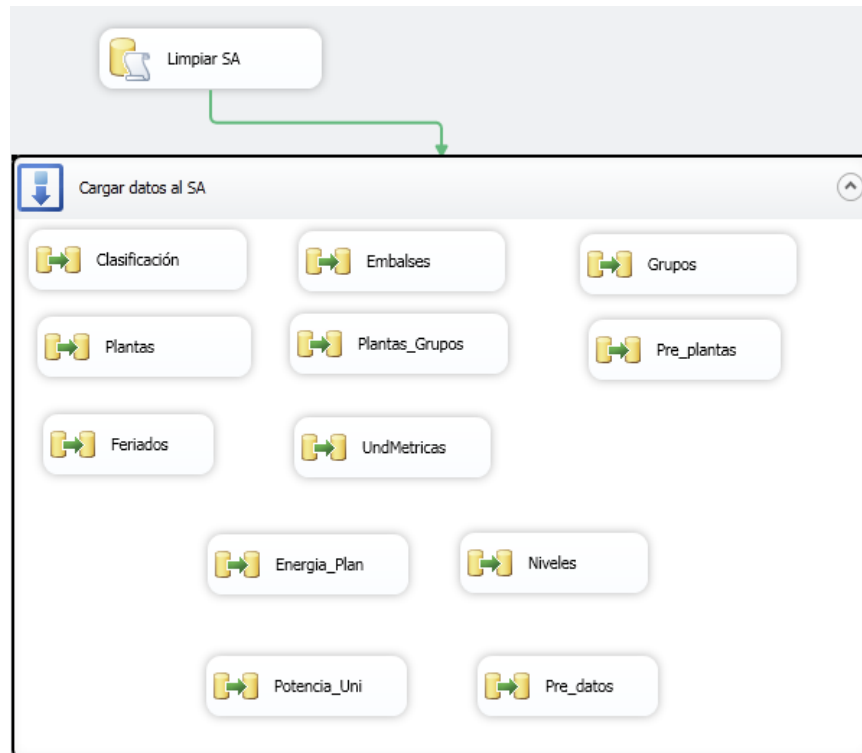 Limpiar SA
Cargar datos al SA
Clasificación
Embalses
Grupos
Plantas
Plantas_Grupos
Pre_plantas
Feriados
UndMetricas
Energia_Plan
Niveles
Potencia_Uni
Pre_datos